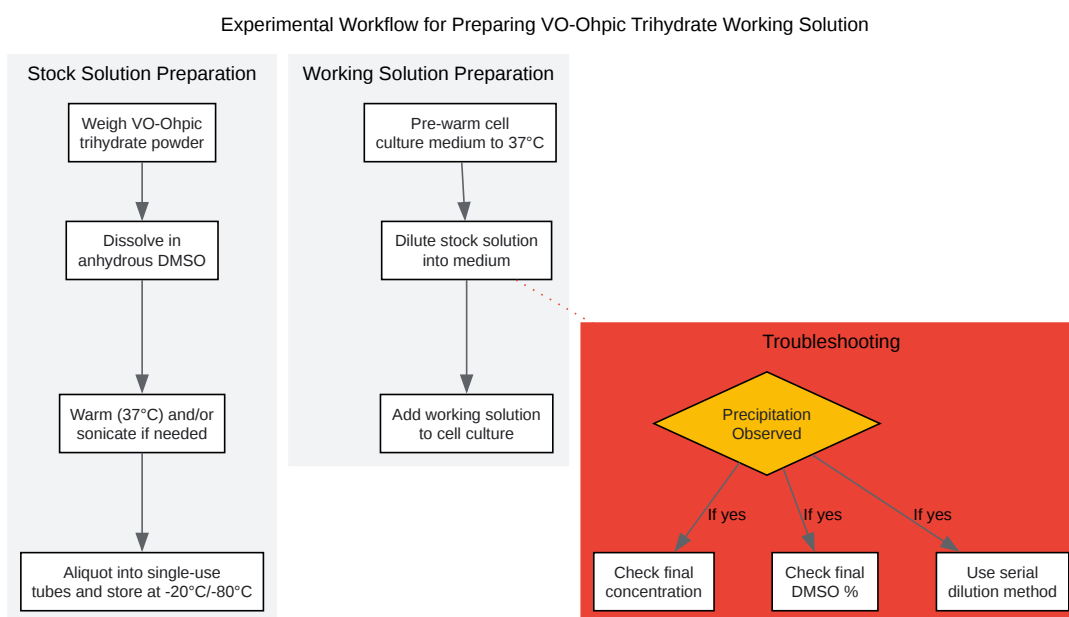 Experimental Workflow for Preparing VO-Ohpic Trihydrate Working Solution
Stock Solution Preparation
Weigh VO-Ohpic
trihydrate powder
Dissolve in
anhydrous DMSO
Warm (37°C) and/or
sonicate if needed
Aliquot into single-use
tubes and store at -20°C/-80°C
Working Solution Preparation
Pre-warm cell
culture medium to 37°C
Dilute stock solution
into medium
Add working solution
to cell culture
Troubleshooting
Precipitation
Observed
If yes
If yes
If yes
Check final
concentration
Check final
DMSO %
Use serial
dilution method